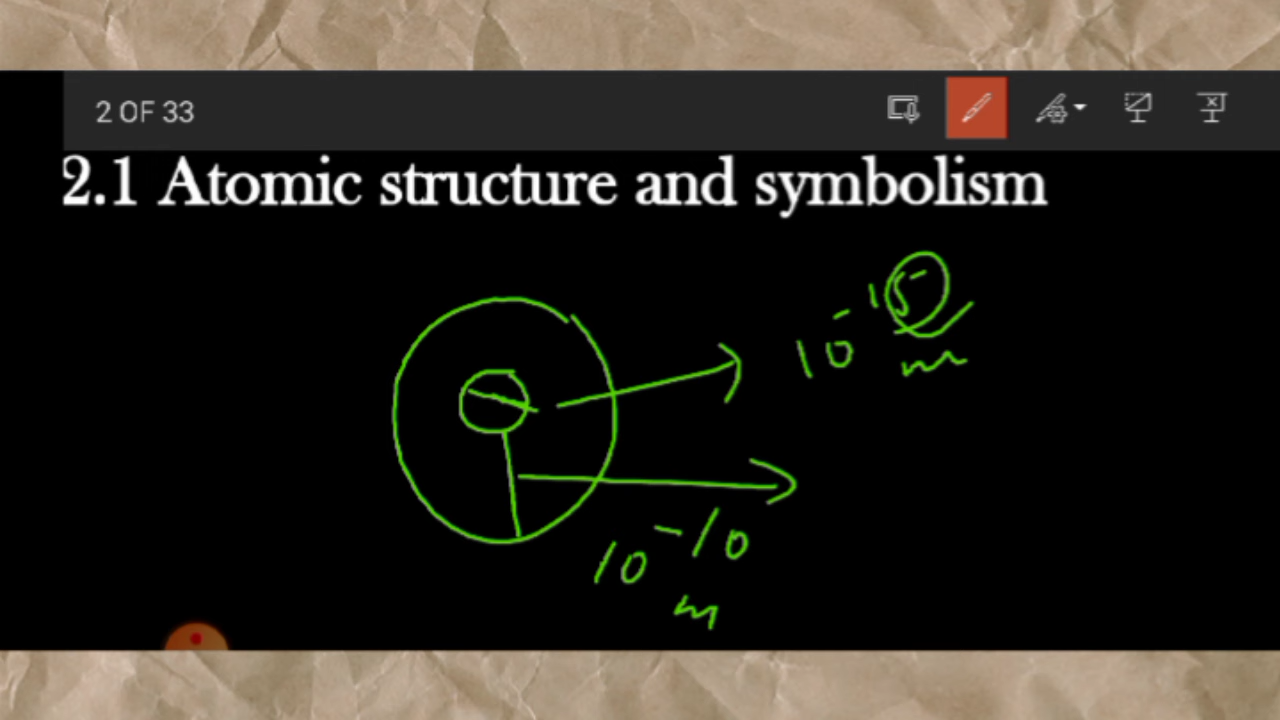 2 OF 33
2.1 Atomic structure and symbolism
10⁻¹⁵
m
10⁻¹⁰
m